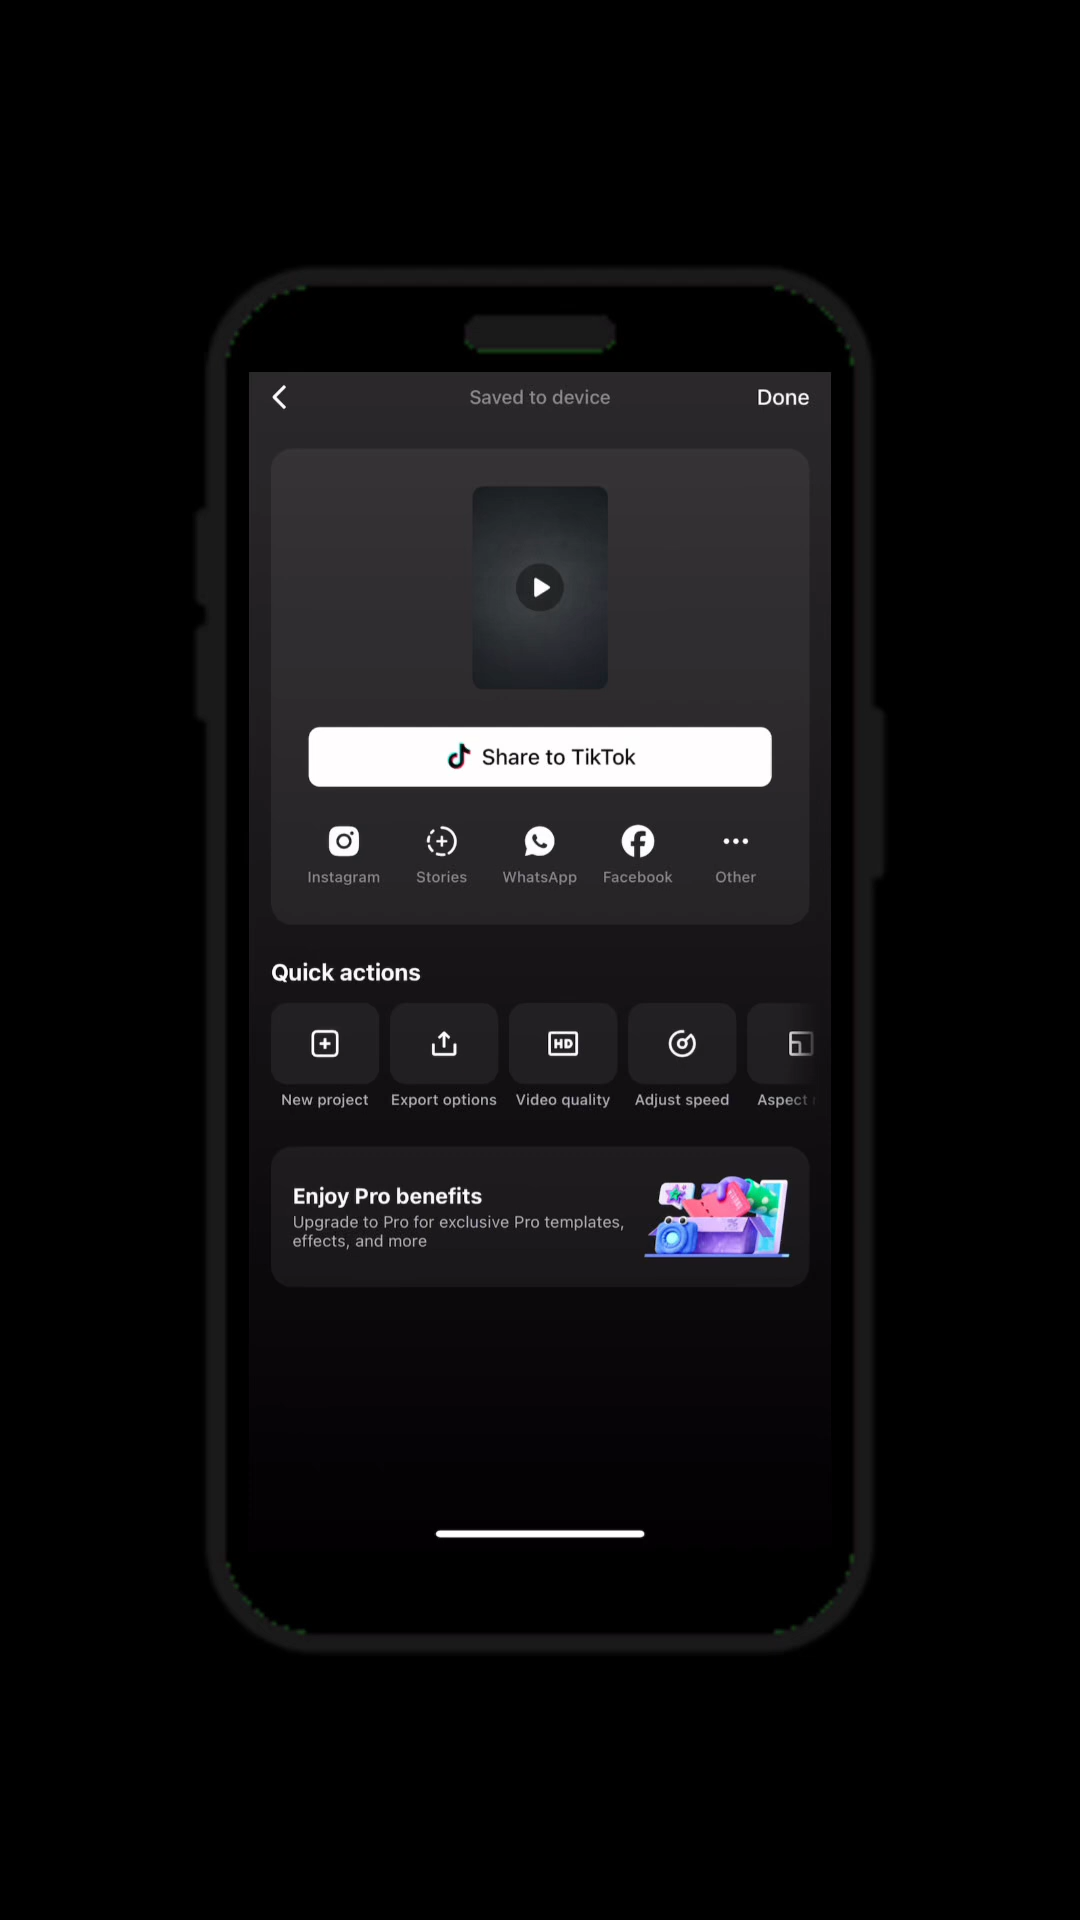 Saved to device
Done
Share to TikTok
Instagram
Stories
WhatsApp
Facebook
Other
Quick actions
HD
New project
Export options
Video quality
Adjust speed
Aspect
Enjoy Pro benefits
Upgrade to Pro for exclusive Pro templates,
effects, and more